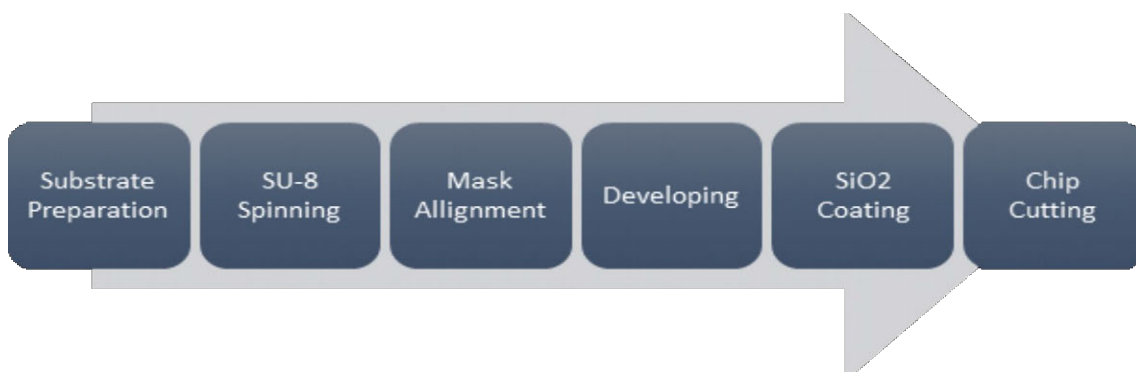 Substrate
Preparation
SU-8
Spinning
Mask
Allignment
Developing
SiO2
Coating
Chip
Cutting